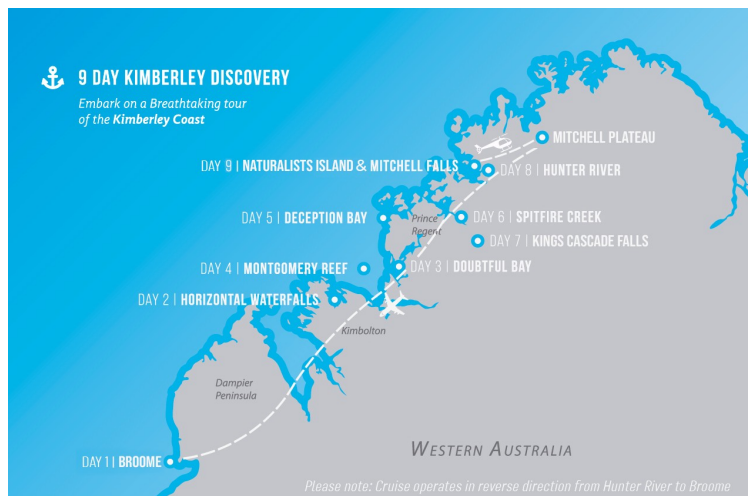 9 DAY KIMBERLEY DISCOVERY
Embark on a Breathtaking tour
of the Kimberley Coast
MITCHELL PLATEAU
DAY 9 | NATURALISTS ISLAND & MITCHELL FALLS
DAY 8 | HUNTER RIVER
DAY 5 | DECEPTION BAY
Prince
Regent
DAY 6 | SPITFIRE CREEK
DAY 7 | KINGS CASCADE FALLS
DAY 4 | MONTGOMERY REEF
DAY 3 | DOUBTFUL BAY
DAY 2 | HORIZONTAL WATERFALLS
Kimbolton
Dampier
Peninsula
WESTERN AUSTRALIA
DAY 1 | BROOME
Please note: Cruise operates in reverse direction from Hunter River to Broome